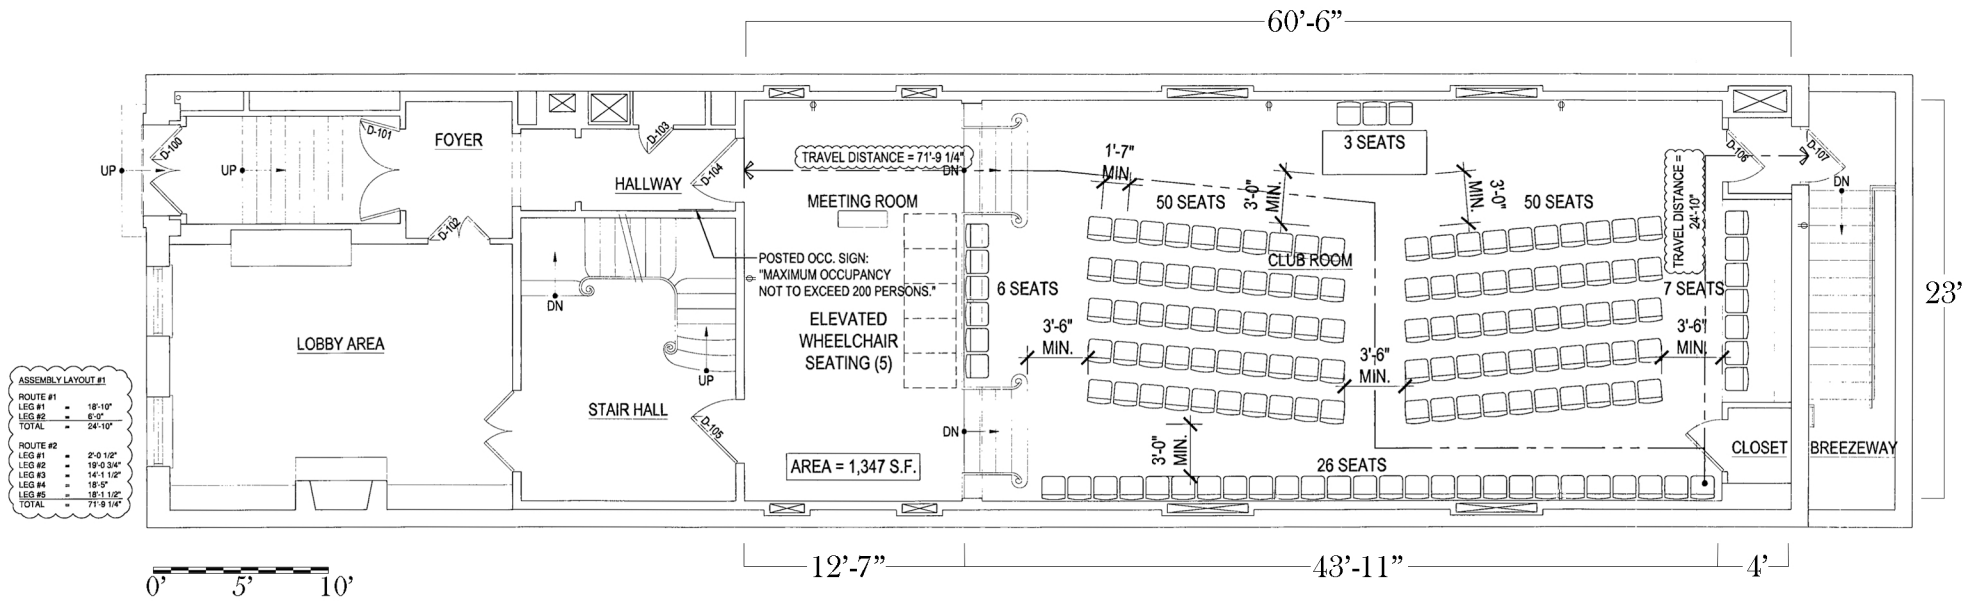 60'-6"
D-100
D-101
FOYER
D-103
D-104
UP
UP
HALLWAY
TRAVEL DISTANCE = 71'-9 1/4"
DN
MEETING ROOM
1'-7"
MIN.
50 SEATS
3'-0"
MIN.
3 SEATS
3'-0"
MIN.
50 SEATS
TRAVEL DISTANCE =
24'-10"
D-106
D-107
DN
D-102
POSTED OCC. SIGN:
"MAXIMUM OCCUPANCY
NOT TO EXCEED 200 PERSONS."
CLUB ROOM
6 SEATS
7 SEATS
23'
DN
ELEVATED
WHEELCHAIR
SEATING (5)
LOBBY AREA
3'-6"
MIN.
3'-6"
MIN.
3'-6"
MIN.
UP
STAIR HALL
D-105
DN
3'-0"
MIN.
AREA = 1,347 S.F.
26 SEATS
CLOSET
BREEZEWAY
ASSEMBLY LAYOUT #1
ROUTE #1
LEG #1 = 18'-10"
LEG #2 = 6'-0"
TOTAL = 24'-10"
ROUTE #2
LEG #1 = 2'-0 1/2"
LEG #2 = 19'-0 3/4"
LEG #3 = 14'-1 1/2"
LEG #4 = 18'-5"
LEG #5 = 18'-1 1/2"
TOTAL = 71'-9 1/4"
0' 5' 10'
12'-7"
43'-11"
4'